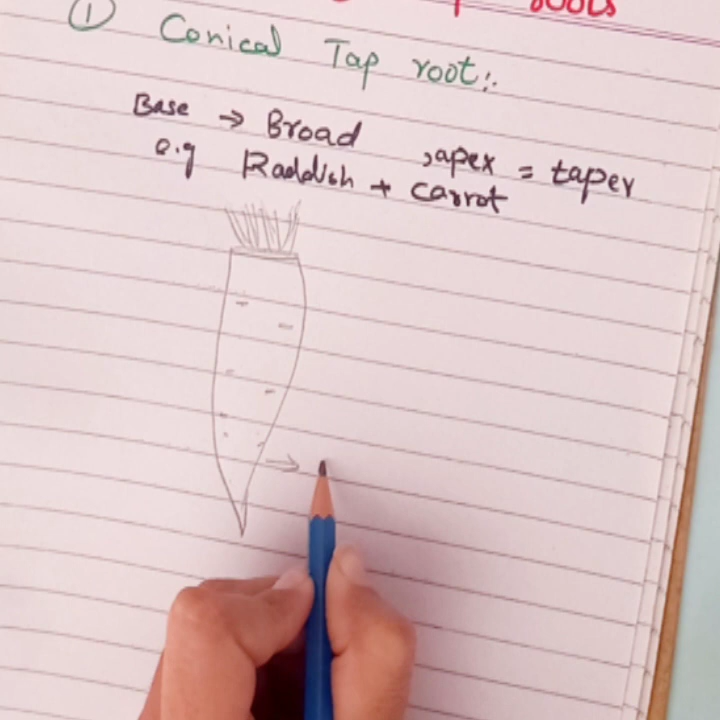 ① Conical Tap root:.
Base → Broad , apex = taper
e.g Raddish + carrot